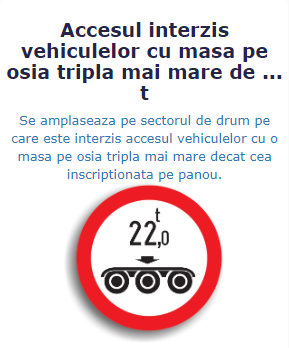 Accesul interzis
vehiculelor cu masa pe
osia tripla mai mare de ...
t
Se amplaseaza pe sectorul de drum pe
care este interzis accesul vehiculelor cu o
masa pe osia tripla mai mare decat cea
inscriptionata pe panou.
t
22,0